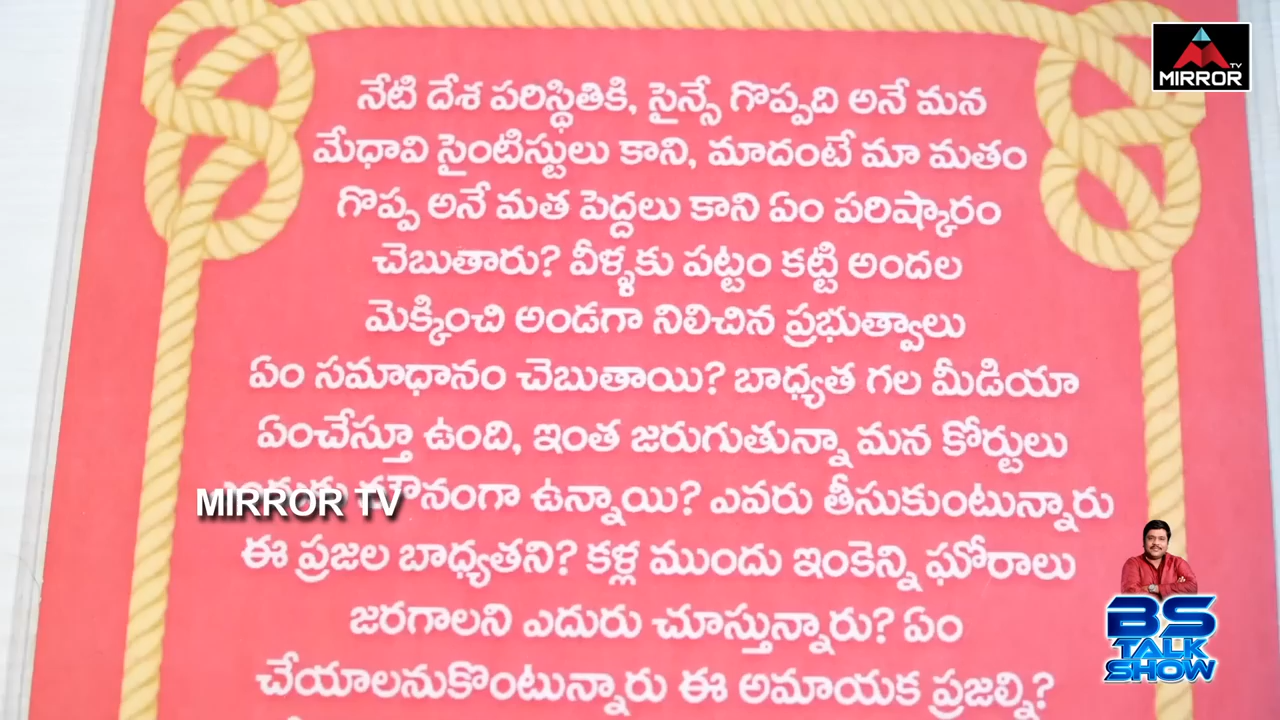 నేటి దేశ పరిస్థితికి, సైన్సే గొప్పది అనే మన
మేధావి సైంటిస్టులు కాని, మాదంటే మా మతం
గొప్ప అనే మత పెద్దలు కాని ఏం పరిష్కారం
చెబుతారు? వీళ్ళకు పట్టం కట్టి అందల
మెక్కించి అండగా నిలిచిన ప్రభుత్వాలు
ఏం సమాధానం చెబుతాయి? బాధ్యత గల మీడియా
ఏంచేస్తూ ఉంది, ఇంత జరుగుతున్నా మన కోర్టులు
మౌనంగా ఉన్నాయి? ఎవరు తీసుకుంటున్నారు
ఈ ప్రజల బాధ్యతని? కళ్ల ముందు ఇంకెన్ని ఘోరాలు
జరగాలని ఎదురు చూస్తున్నారు? ఏం
చేయాలనుకొంటున్నారు ఈ అమాయక ప్రజల్ని?
MIRROR TV
TV
MIRROR
BS
TALK
SHOW